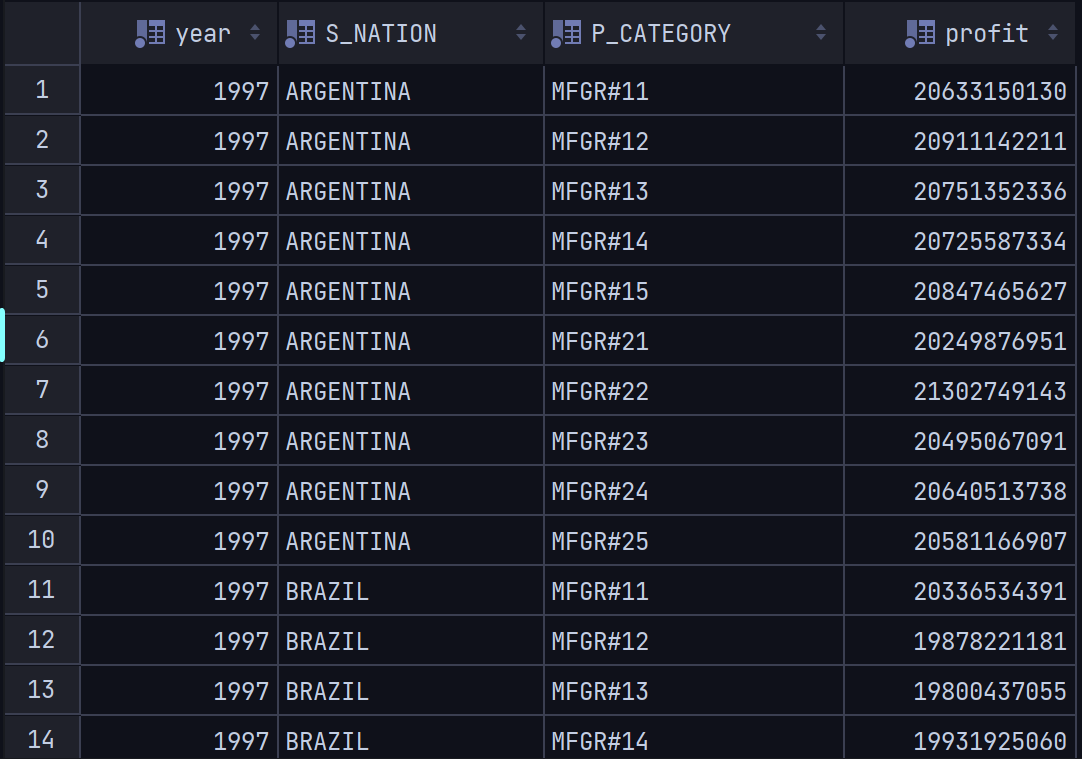 year S_NATION P_CATEGORY profit
1 1997 ARGENTINA MFGR#11 20633150130
2 1997 ARGENTINA MFGR#12 20911142211
3 1997 ARGENTINA MFGR#13 20751352336
4 1997 ARGENTINA MFGR#14 20725587334
5 1997 ARGENTINA MFGR#15 20847465627
6 1997 ARGENTINA MFGR#21 20249876951
7 1997 ARGENTINA MFGR#22 21302749143
8 1997 ARGENTINA MFGR#23 20495067091
9 1997 ARGENTINA MFGR#24 20640513738
10 1997 ARGENTINA MFGR#25 20581166907
11 1997 BRAZIL MFGR#11 20336534391
12 1997 BRAZIL MFGR#12 19878221181
13 1997 BRAZIL MFGR#13 19800437055
14 1997 BRAZIL MFGR#14 19931925060